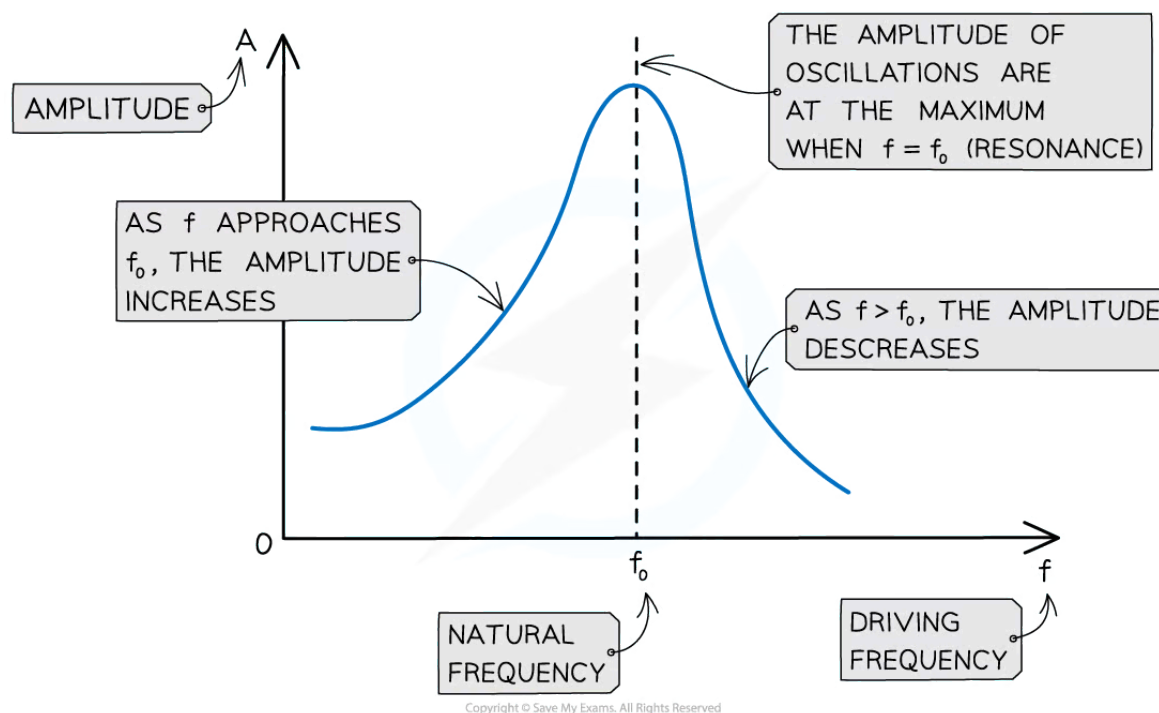 A
AMPLITUDE
THE AMPLITUDE OF
OSCILLATIONS ARE
AT THE MAXIMUM
WHEN f = f₀ (RESONANCE)
AS f APPROACHES
f₀, THE AMPLITUDE
INCREASES
AS f > f₀, THE AMPLITUDE
DESCREASES
0
f₀
f
NATURAL
FREQUENCY
DRIVING
FREQUENCY
Copyright © Save My Exams. All Rights Reserved